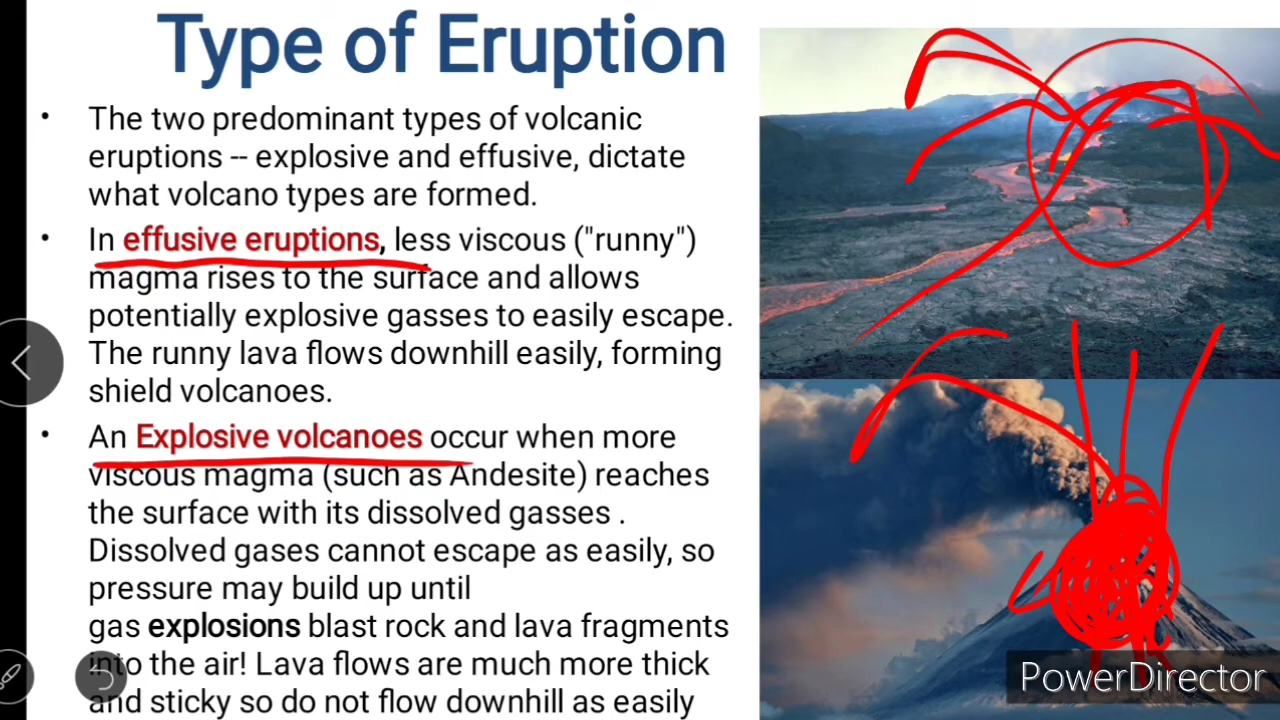 Type of Eruption
• The two predominant types of volcanic
eruptions -- explosive and effusive, dictate
what volcano types are formed.
• In effusive eruptions, less viscous ("runny")
magma rises to the surface and allows
potentially explosive gasses to easily escape.
The runny lava flows downhill easily, forming
shield volcanoes.
• An Explosive volcanoes occur when more
viscous magma (such as Andesite) reaches
the surface with its dissolved gasses .
Dissolved gases cannot escape as easily, so
pressure may build up until
gas explosions blast rock and lava fragments
into the air! Lava flows are much more thick
and sticky so do not flow downhill as easily
PowerDirector